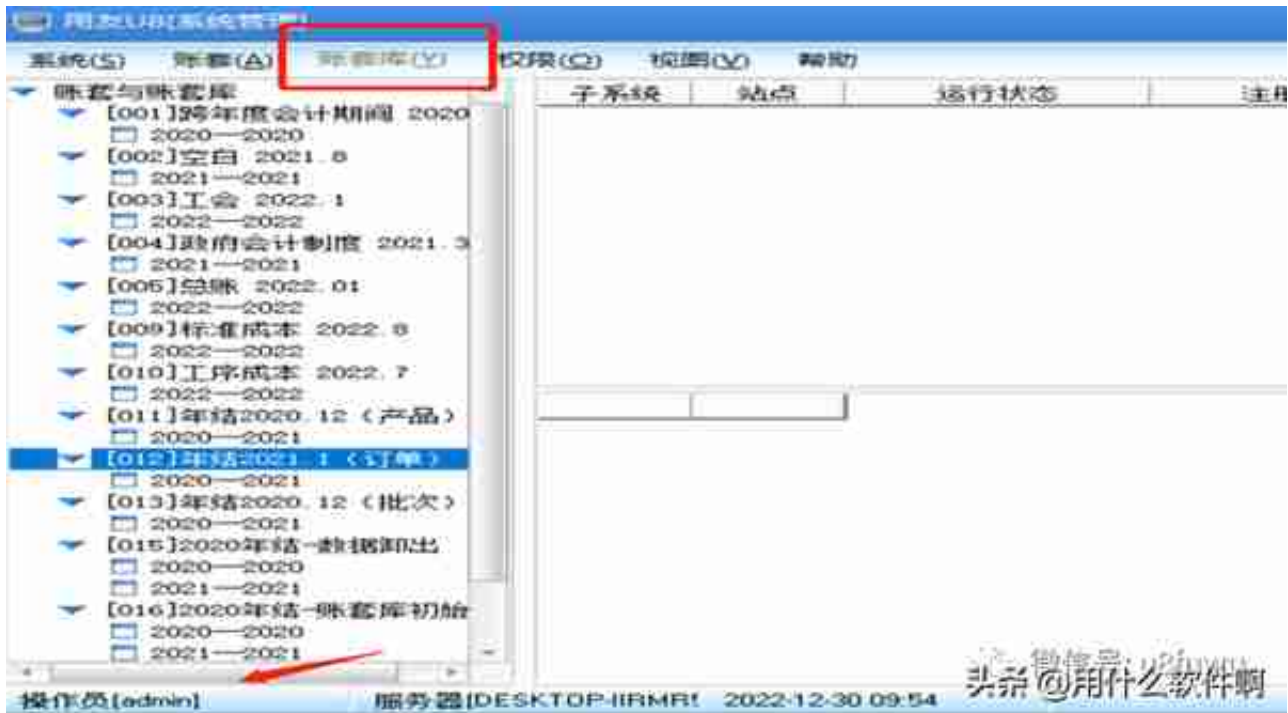 用友U8[系统管理]
系统(S) 账套(A) 账套库(Y) 权限(O) 视图(V) 帮助
账套与账套库
[001]跨年度会计期间 2020
2020—2020
[002]空白 2021.8
2021—2021
[003]工会 2022.1
2022—2022
[004]政府会计制度 2021.3
2021—2021
[005]总账 2022.01
2022—2022
[009]标准成本 2022.8
2022—2022
[010]工序成本 2022.7
2022—2022
[011]年结2020.12（产品）
2020—2021
[012]年结2021.1（订单）
2020—2021
[013]年结2020.12（批次）
2020—2021
[015]2020年结-数据卸出
2020—2020
2021—2021
[016]2020年结-账套库初始
2020—2020
2021—2021
子系统 站点 运行状态 注册
操作员[admin] 服务器[DESKTOP 2022-12-30 09:54
微信号:
头条 @用什么软件啊